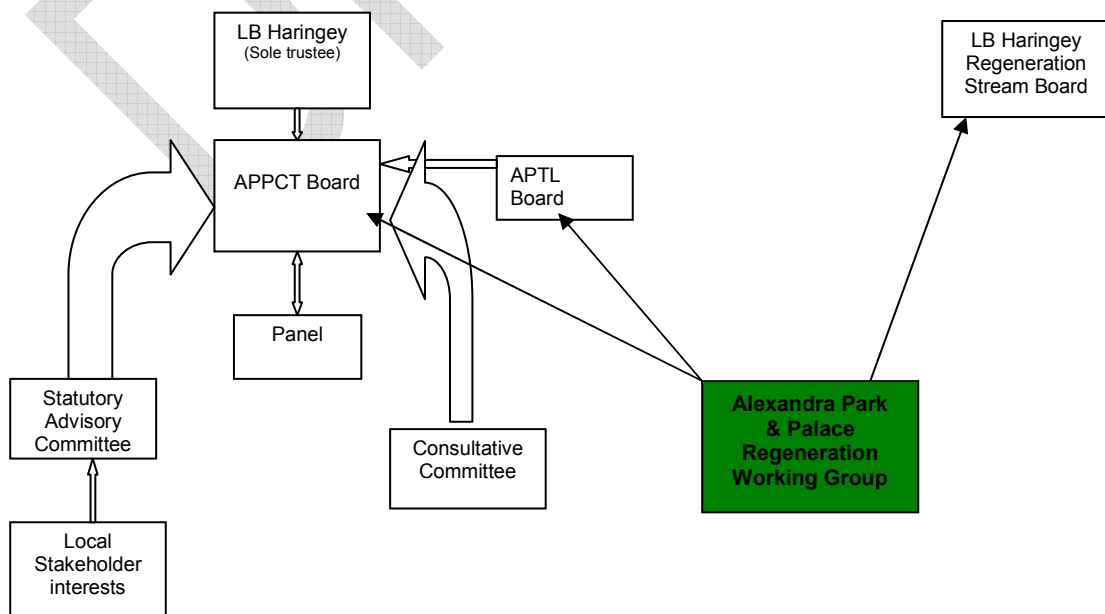 LB Haringey
(Sole trustee)
LB Haringey
Regeneration
Stream Board
APPCT Board
APTL
Board
Panel
Statutory
Advisory
Committee
Consultative
Committee
Alexandra Park
& Palace
Regeneration
Working Group
Local
Stakeholder
interests